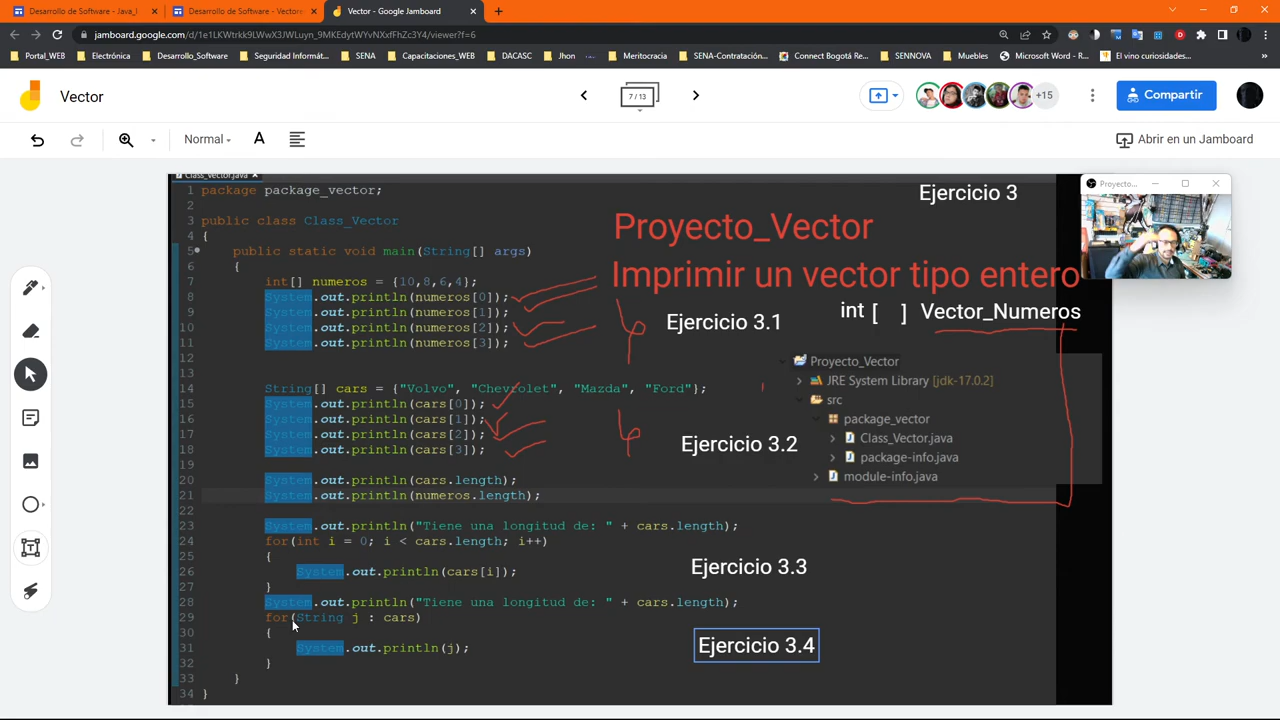 Desarrollo de Software - Java_I
Desarrollo de Software - Vectores
Vector - Google Jamboard
jamboard.google.com/d/1e1LKWtrkk9LWwX3JWLuyn_9MKEdytWYvNXxfFhZc3Y4/viewer?f=6
Portal_WEB
Electrónica
Desarrollo_Software
Seguridad Informát...
SENA
Capacitaciones_WEB
DACASC
Jhon
Meritocracia
SENA-Contratación...
Connect Bogotá Re...
SENNOVA
Muebles
Microsoft Word - R...
El vino curiosidades...
Vector
7 / 13
+15
Compartir
Normal
Abrir en un Jamboard
Class_Vector.java
Proyecto...
Ejercicio 3
Proyecto_Vector
Imprimir un vector tipo entero
int [ ] Vector_Numeros
1 package package_vector;
2
3 public class Class_Vector
4 {
5 public static void main(String[] args)
6 {
7 int[] numeros = {10,8,6,4};
8 System.out.println(numeros[0]);
9 System.out.println(numeros[1]);
10 System.out.println(numeros[2]);
11 System.out.println(numeros[3]);
12
13
14 String[] cars = {"Volvo", "Chevrolet", "Mazda", "Ford"};
15 System.out.println(cars[0]);
16 System.out.println(cars[1]);
17 System.out.println(cars[2]);
18 System.out.println(cars[3]);
19
20 System.out.println(cars.length);
21 System.out.println(numeros.length);
22
23 System.out.println("Tiene una longitud de: " + cars.length);
24 for(int i = 0; i < cars.length; i++)
25 {
26 System.out.println(cars[i]);
27 }
28 System.out.println("Tiene una longitud de: " + cars.length);
29 for(String j : cars)
30 {
31 System.out.println(j);
32 }
33 }
34 }
Ejercicio 3.1
Ejercicio 3.2
Ejercicio 3.3
Ejercicio 3.4
Proyecto_Vector
JRE System Library [jdk-17.0.2]
src
package_vector
Class_Vector.java
package-info.java
module-info.java